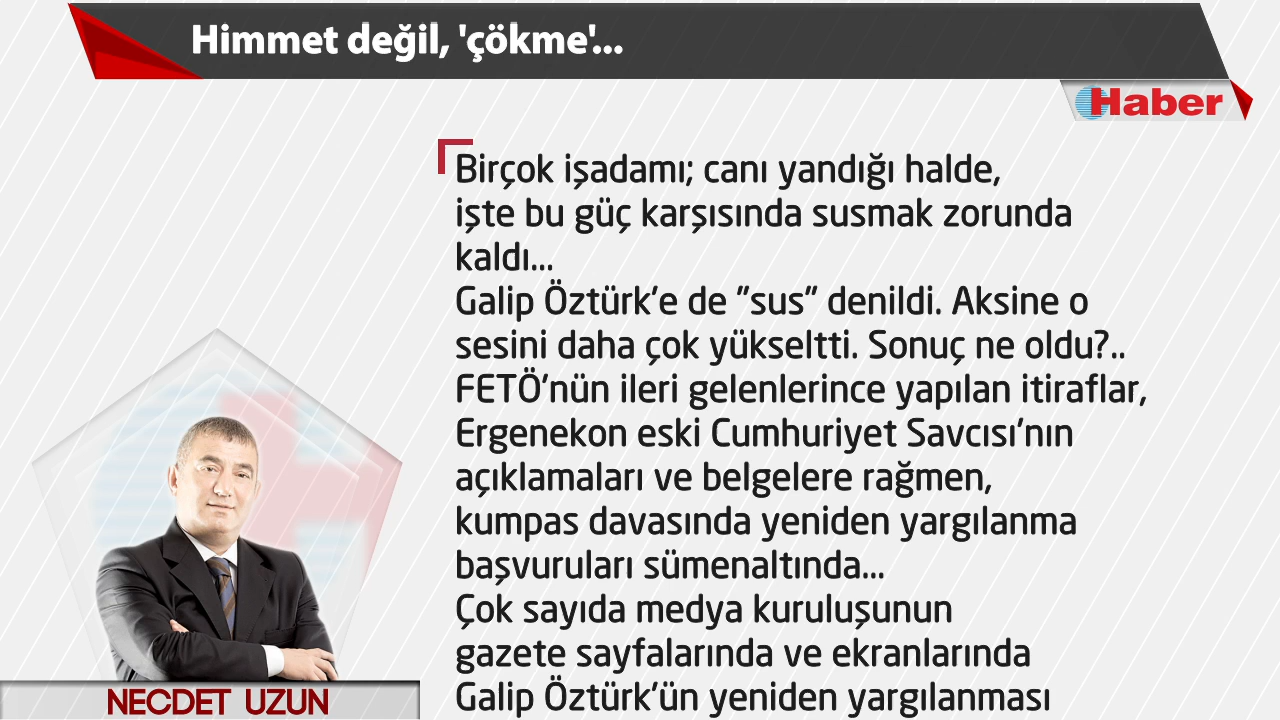 Himmet değil, 'çökme'...
Haber
Birçok işadamı; canı yandığı halde,
işte bu güç karşısında susmak zorunda
kaldı...
Galip Öztürk’e de ”sus” denildi. Aksine o
sesini daha çok yükseltti. Sonuç ne oldu?..
FETÖ’nün ileri gelenlerince yapılan itiraflar,
Ergenekon eski Cumhuriyet Savcısı’nın
açıklamaları ve belgelere rağmen,
kumpas davasında yeniden yargılanma
başvuruları sümenaltında...
Çok sayıda medya kuruluşunun
gazete sayfalarında ve ekranlarında
Galip Öztürk’ün yeniden yargılanması
NECDET UZUN